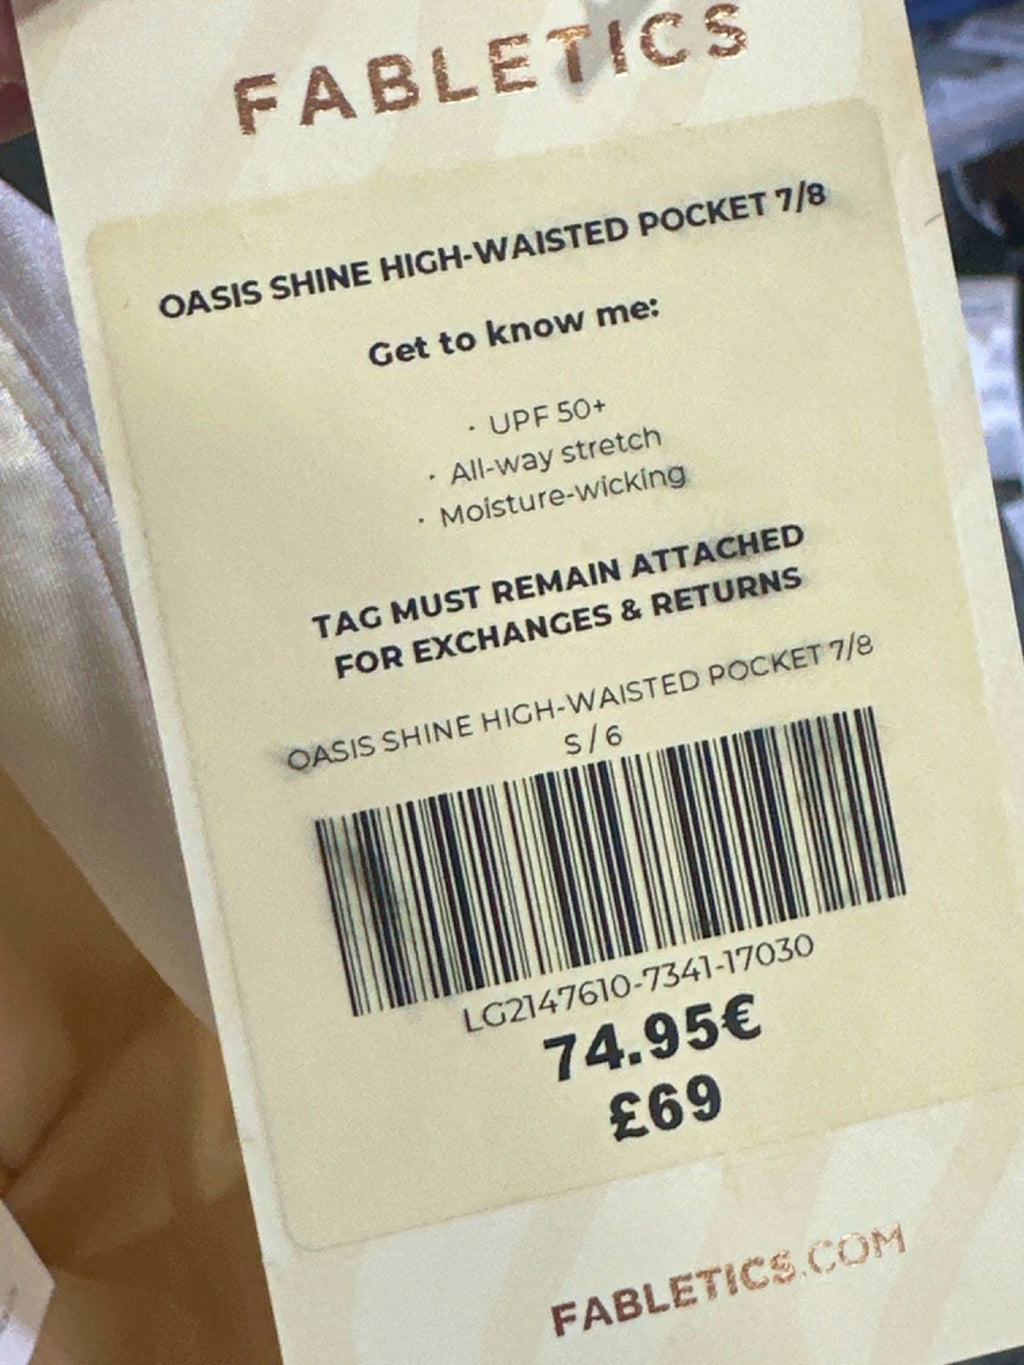 FABLETICS
OASIS SHINE HIGH-WAISTED POCKET 7/8
Get to know me:
· UPF 50+
· All-way stretch
· Moisture-wicking
TAG MUST REMAIN ATTACHED
FOR EXCHANGES & RETURNS
OASIS SHINE HIGH-WAISTED POCKET 7/8
S / 6
LG2147610-7341-17030
74.95€
£69
FABLETICS.COM